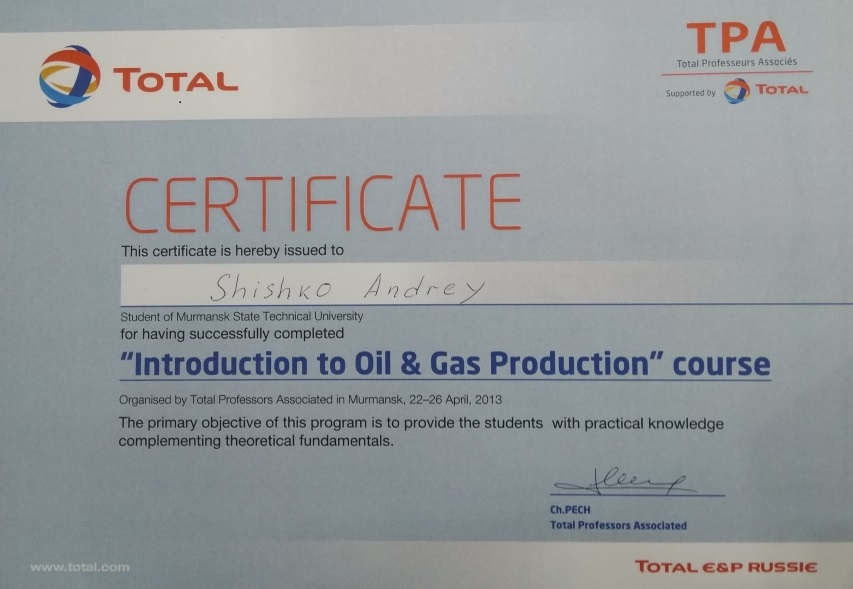 TOTAL
TPA
Total Professeurs Associés
Supported by TOTAL
CERTIFICATE
This certificate is hereby issued to
Shishko Andrey
Student of Murmansk State Technical University
for having successfully completed
“Introduction to Oil & Gas Production” course
Organised by Total Professors Associated in Murmansk, 22–26 April, 2013
The primary objective of this program is to provide the students with practical knowledge
complementing theoretical fundamentals.
Ch.PECH
Total Professors Associated
www.total.com
TOTAL E&P RUSSIE